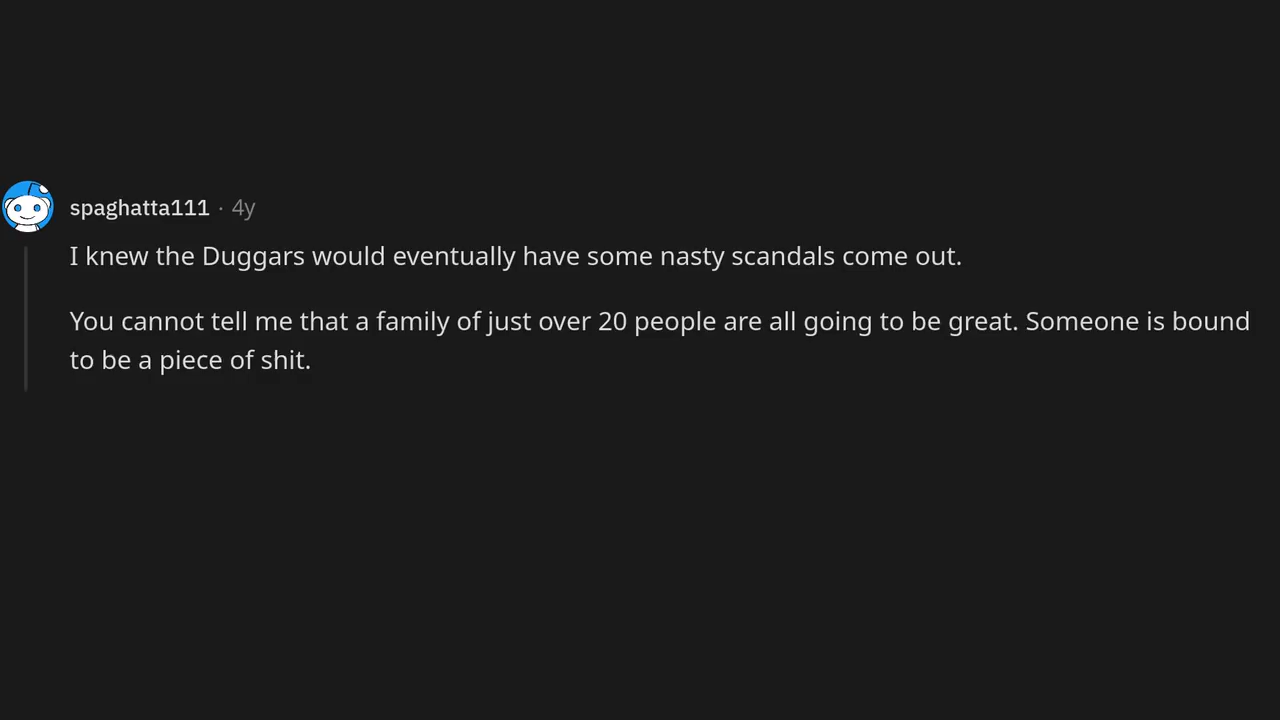 spaghatta111 · 4y
I knew the Duggars would eventually have some nasty scandals come out.
You cannot tell me that a family of just over 20 people are all going to be great. Someone is bound
to be a piece of shit.